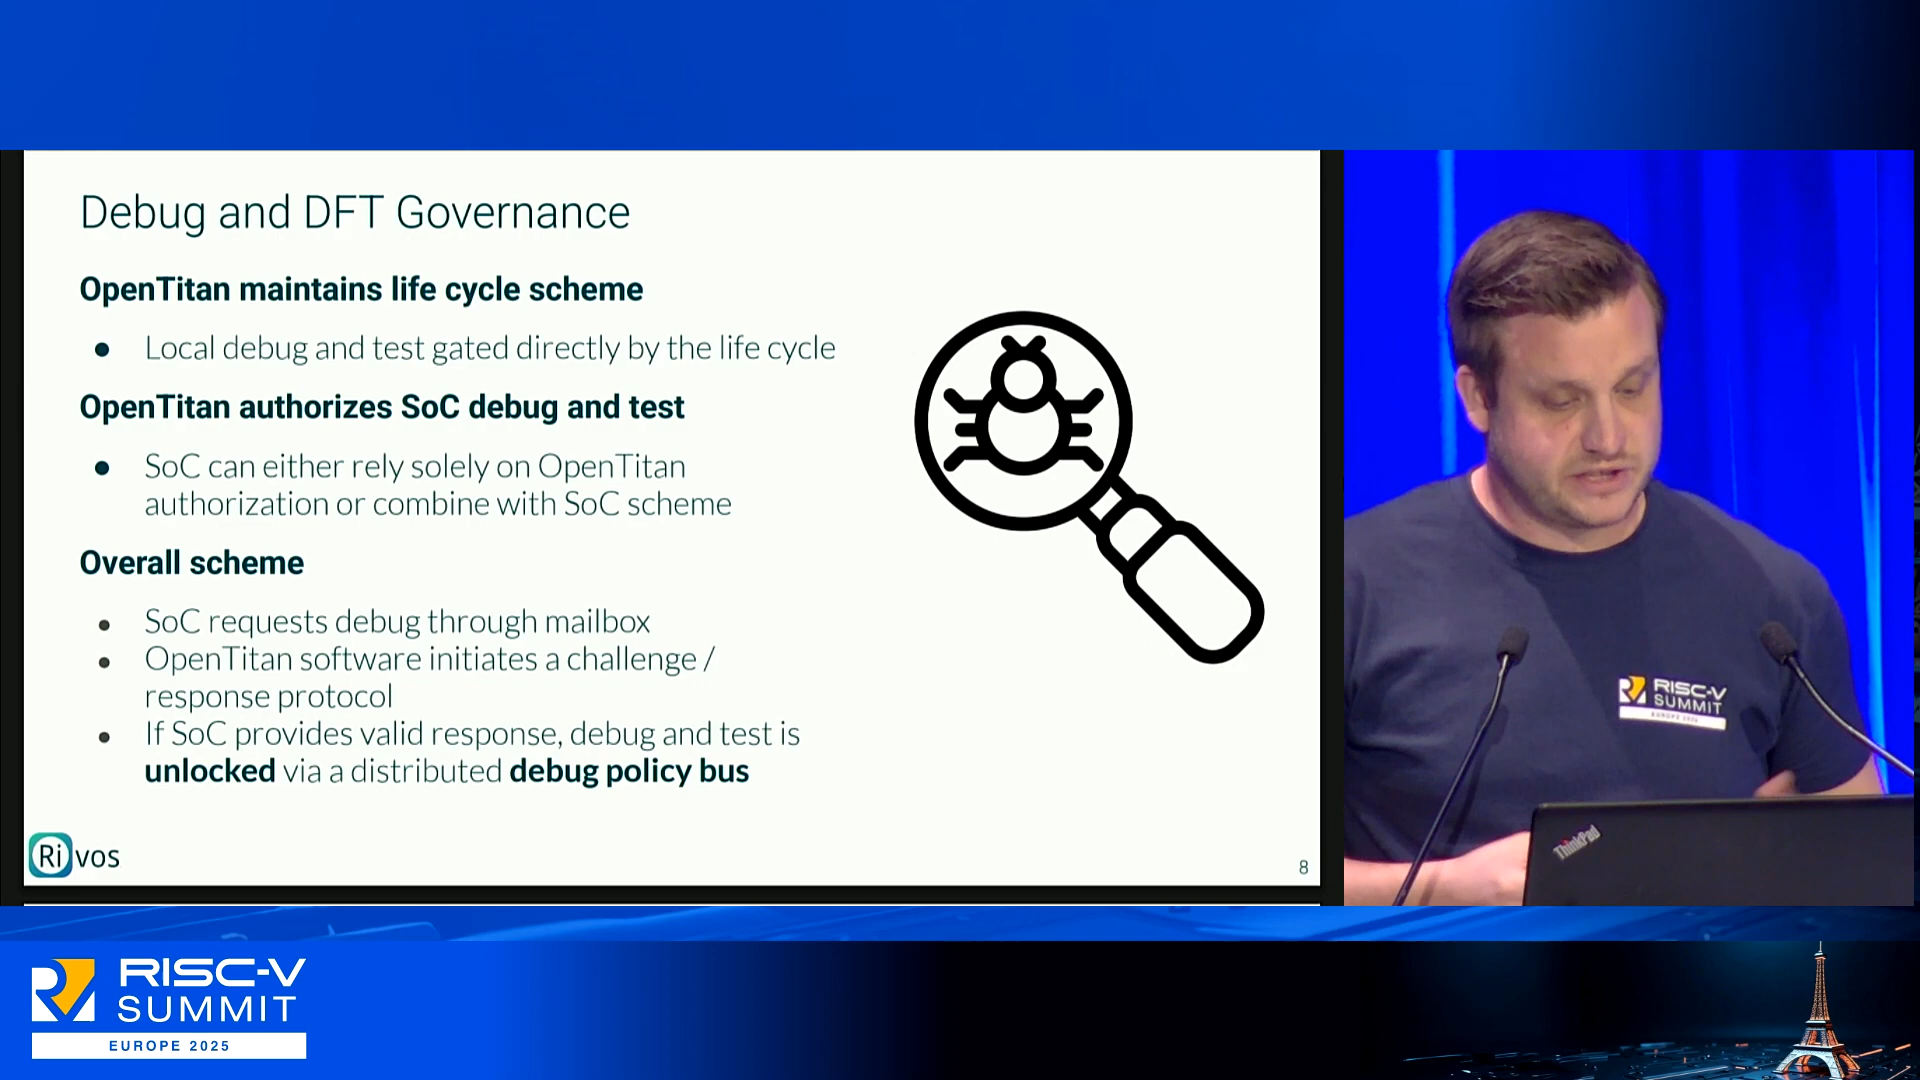 Debug and DFT Governance
OpenTitan maintains life cycle scheme
● Local debug and test gated directly by the life cycle
OpenTitan authorizes SoC debug and test
● SoC can either rely solely on OpenTitan
authorization or combine with SoC scheme
Overall scheme
● SoC requests debug through mailbox
● OpenTitan software initiates a challenge /
response protocol
● If SoC provides valid response, debug and test is
unlocked via a distributed debug policy bus
Rivos
8
RISC-V
SUMMIT
EUROPE 2025
ThinkPad
RISC-V
SUMMIT
EUROPE 2025